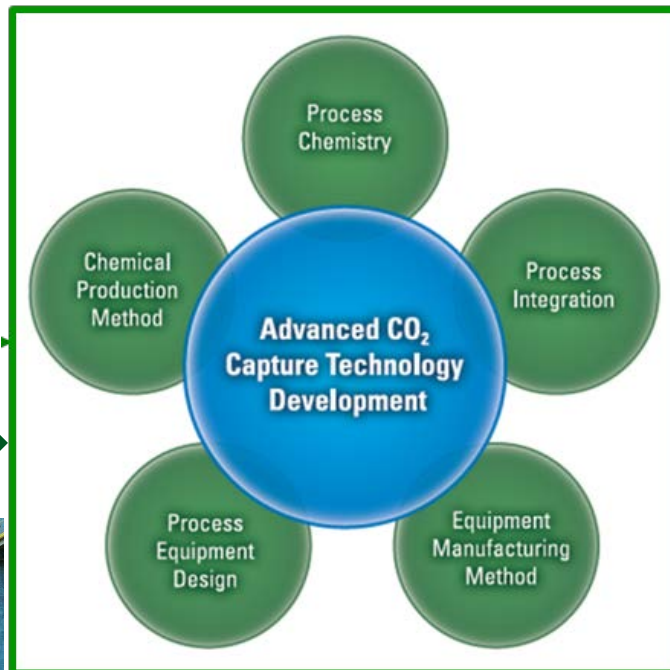 Process
Chemistry
Chemical
Production
Method
Process
Integration
Advanced CO₂
Capture Technology
Development
Process
Equipment
Design
Equipment
Manufacturing
Method